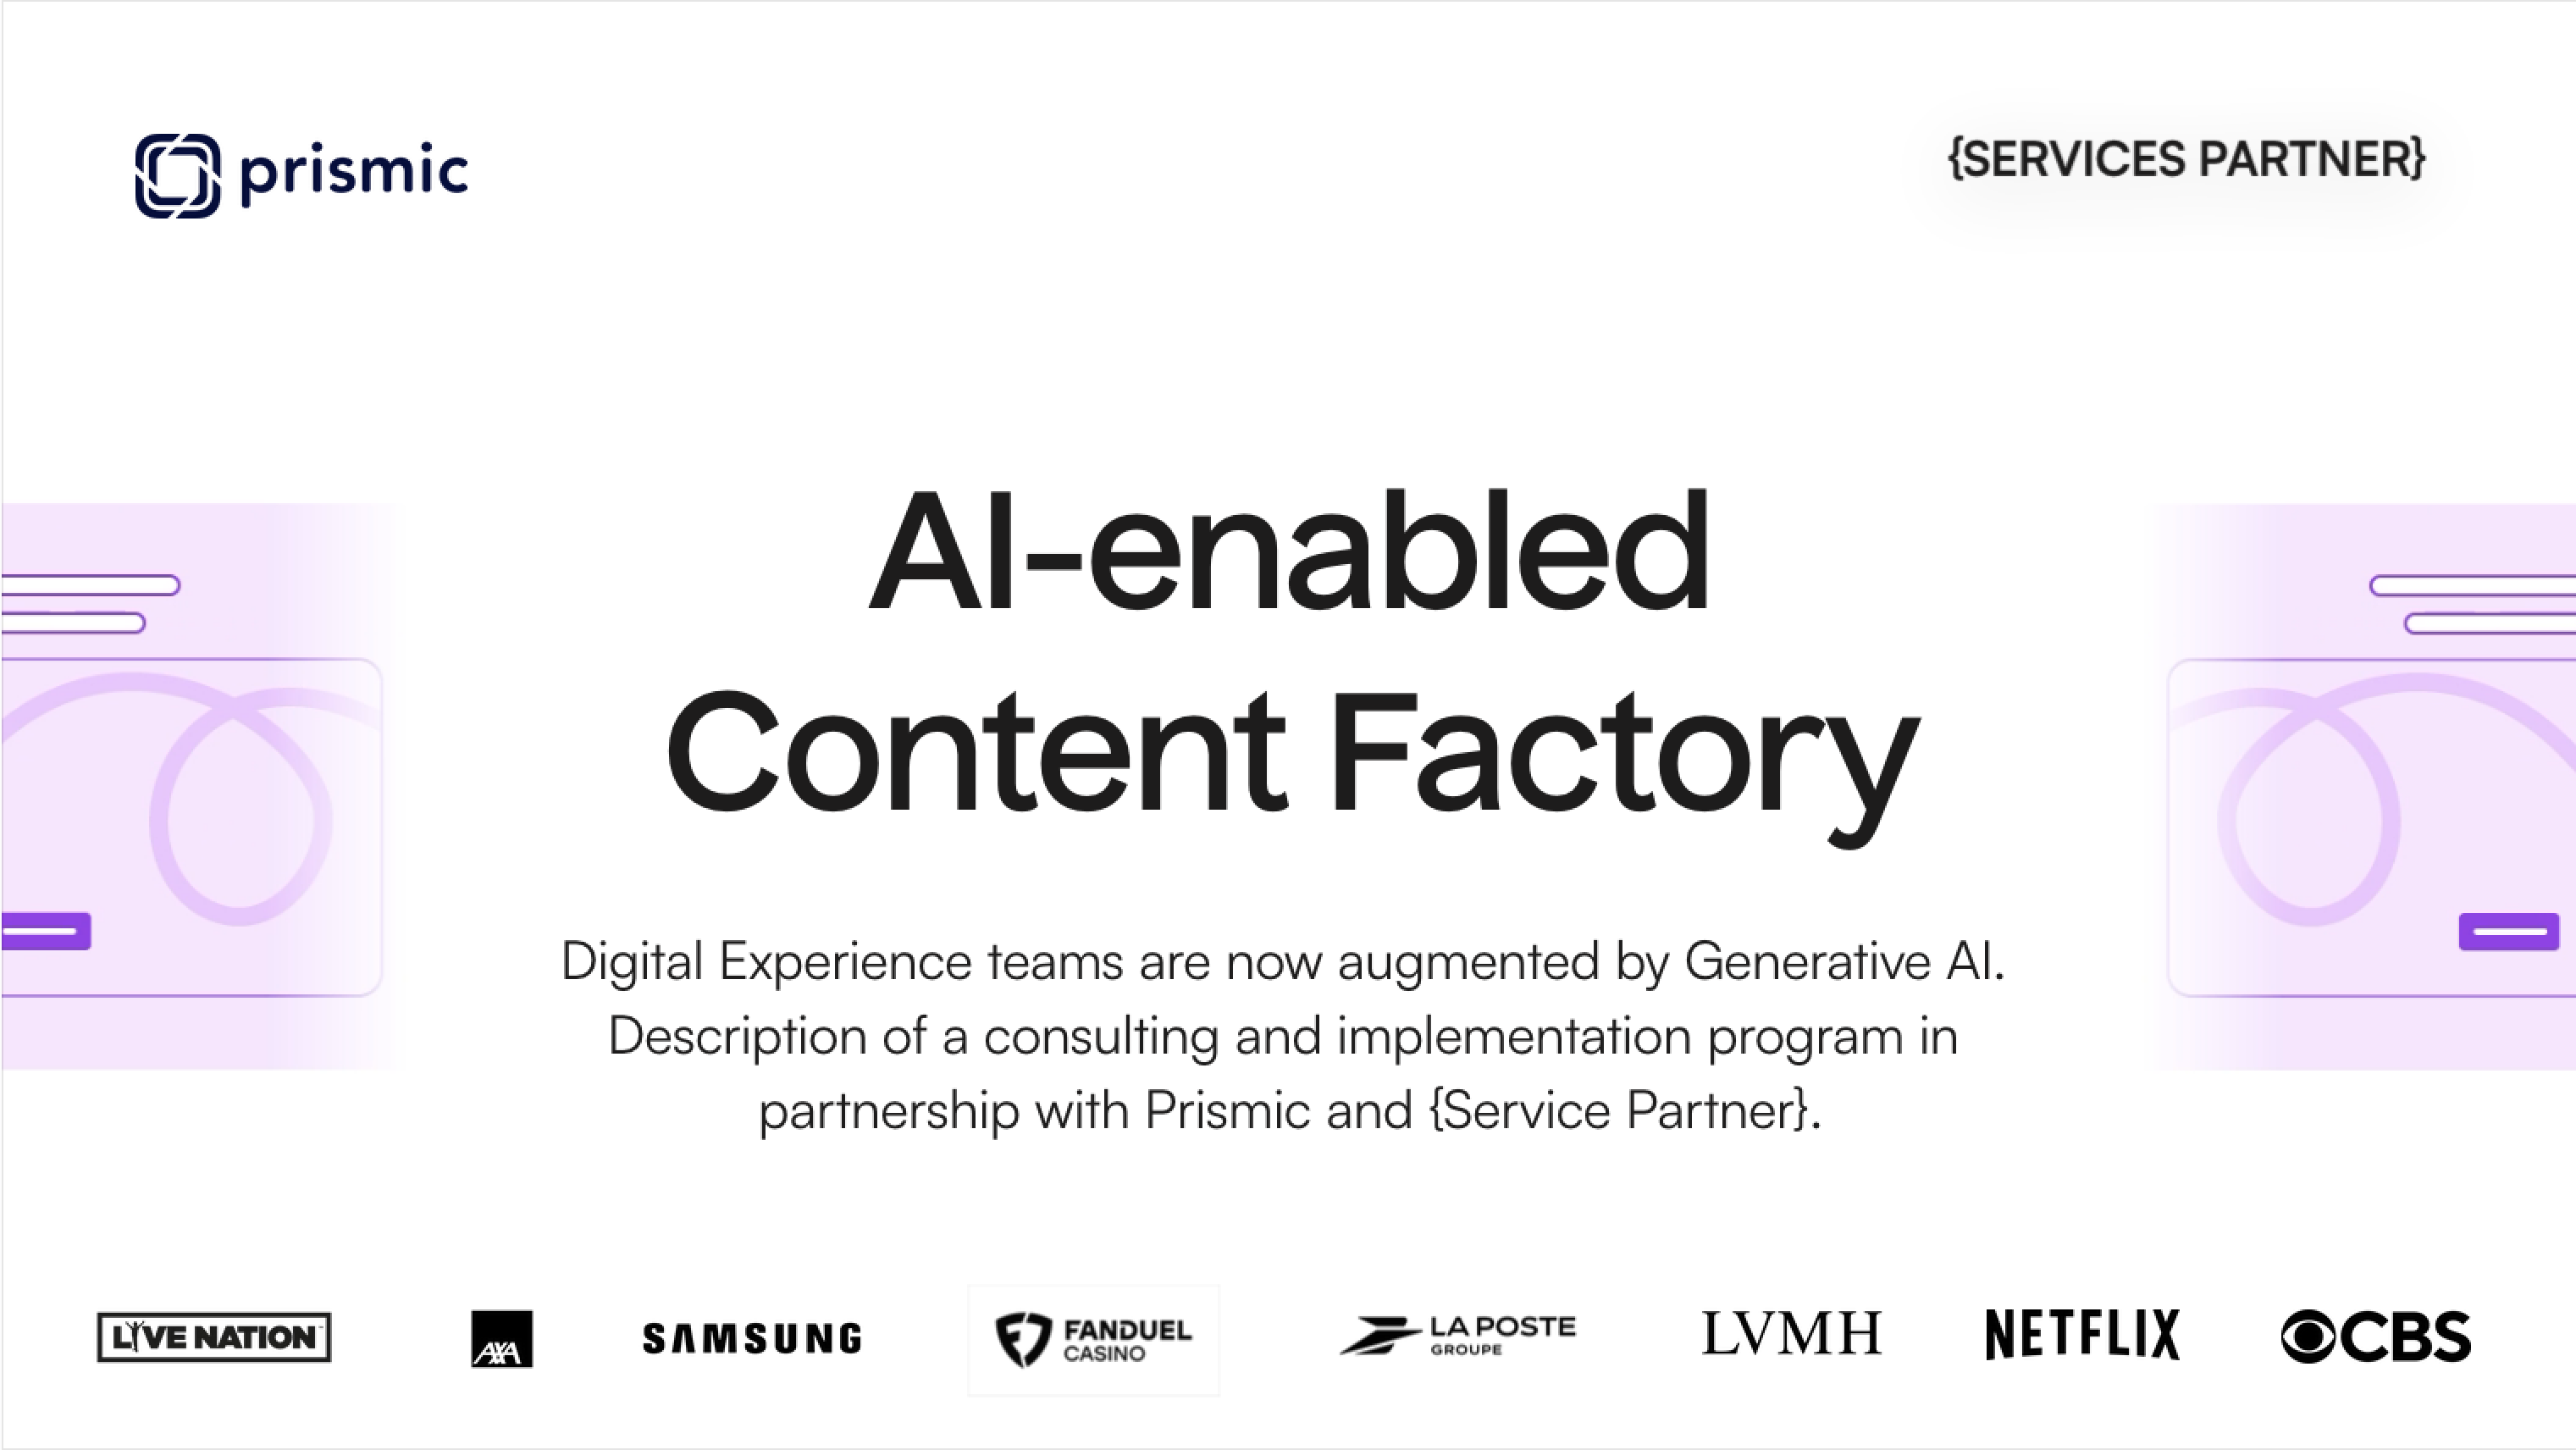 prismic
{SERVICES PARTNER}
AI-enabled
Content Factory
Digital Experience teams are now augmented by Generative AI.
Description of a consulting and implementation program in
partnership with Prismic and {Service Partner}.
LIVE NATION
AXA
SAMSUNG
FANDUEL
CASINO
LA POSTE
GROUPE
LVMH
NETFLIX
CBS